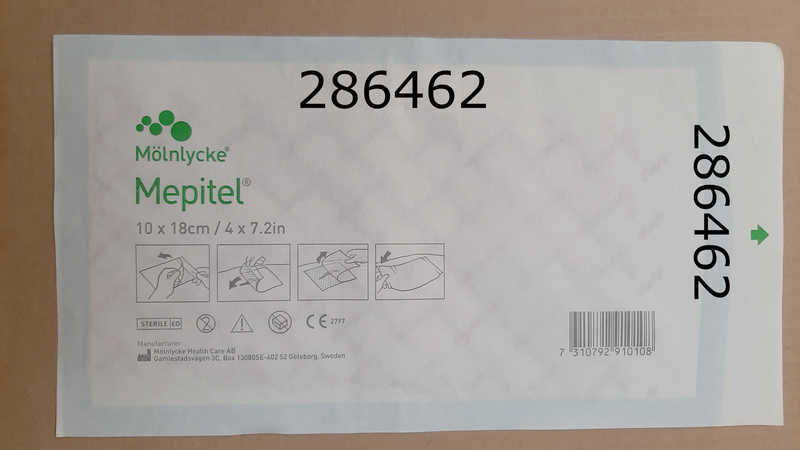 286462
Mölnlycke®
Mepitel®
10 x 18cm / 4 x 7.2in
STERILE EO
2
CE 2797
Manufacturer
Mölnlycke Health Care AB
Gamlestadsvägen 3C, Box 13080SE-402 52 Göteborg, Sweden
7 310792 910108
286462